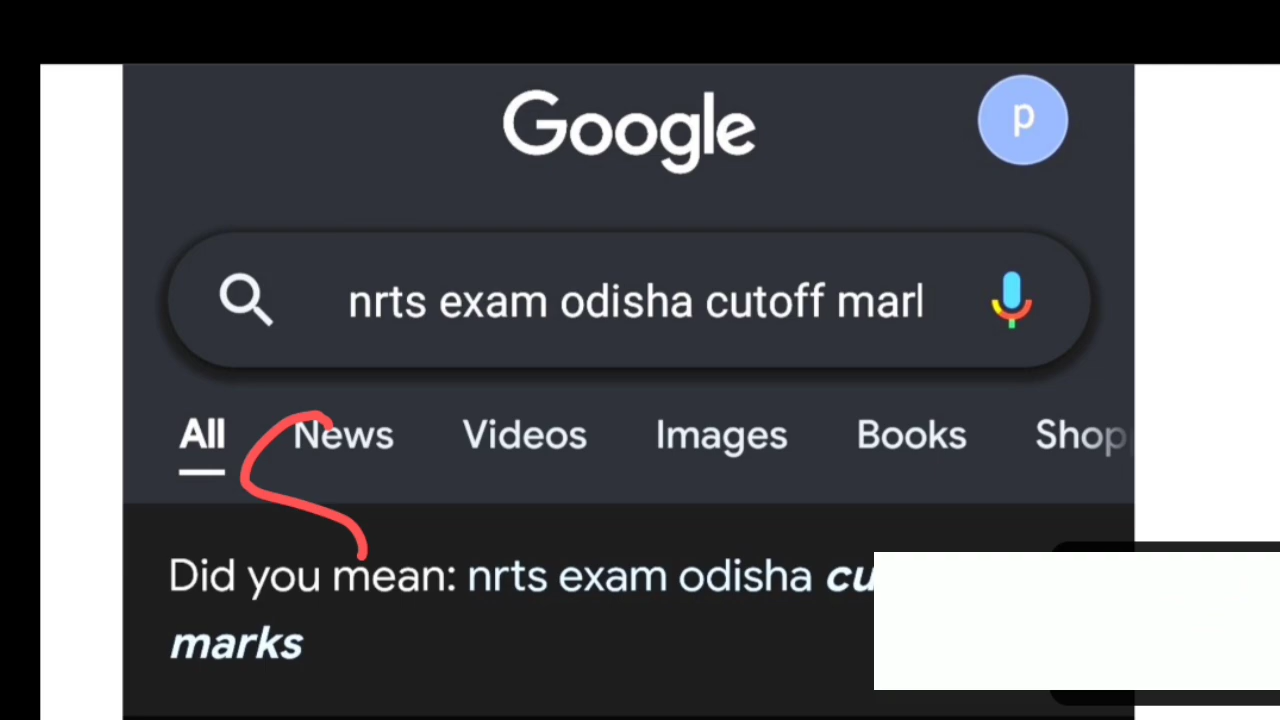 Google
p
nrts exam odisha cutoff marl
All News Videos Images Books Shop
Did you mean: nrts exam odisha
marks